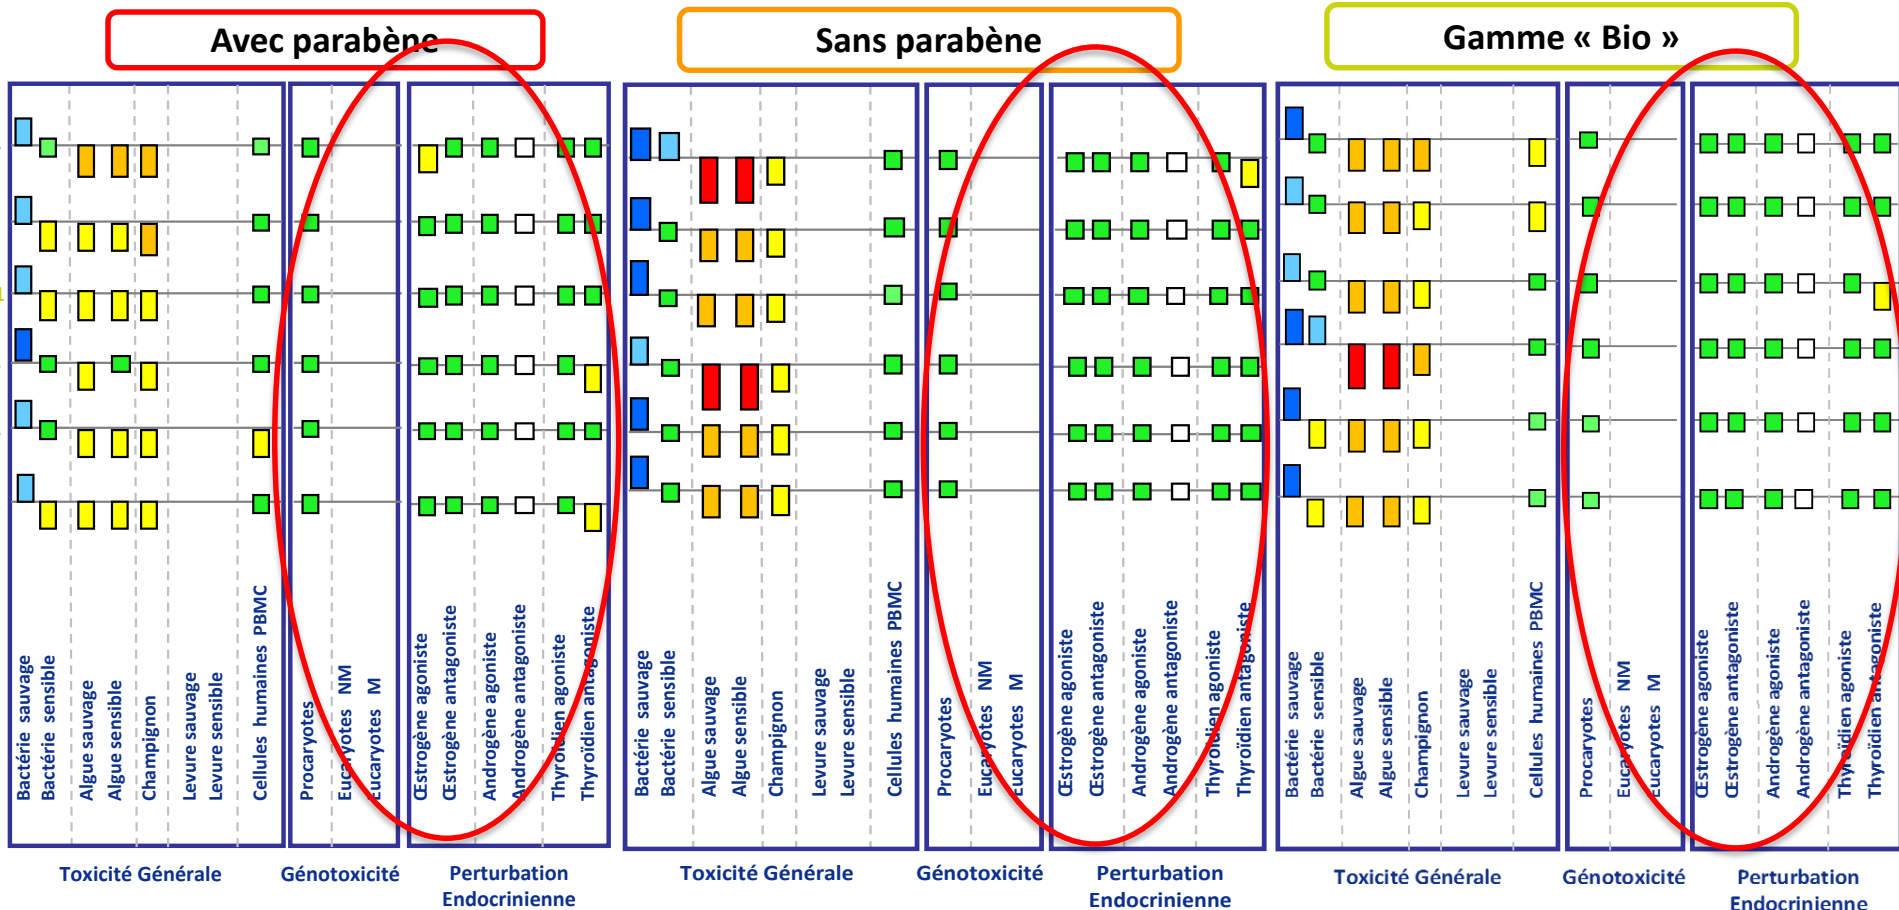 Avec parabène
Sans parabène
Gamme « Bio »
Bactérie sauvage
Bactérie sensible
Algue sauvage
Algue sensible
Champignon
Levure sauvage
Levure sensible
Cellules humaines PBMC
Procaryotes
Eucaryotes NM
Eucaryotes M
Œstrogène agoniste
Œstrogène antagoniste
Androgène agoniste
Androgène antagoniste
Thyroïdien agoniste
Thyroïdien antagoniste
Bactérie sauvage
Bactérie sensible
Algue sauvage
Algue sensible
Champignon
Levure sauvage
Levure sensible
Cellules humaines PBMC
Procaryotes
Eucaryotes NM
Eucaryotes M
Œstrogène agoniste
Œstrogène antagoniste
Androgène agoniste
Androgène antagoniste
Thyroïdien agoniste
Thyroïdien antagoniste
Bactérie sauvage
Bactérie sensible
Algue sauvage
Algue sensible
Champignon
Levure sauvage
Levure sensible
Cellules humaines PBMC
Procaryotes
Eucaryotes NM
Eucaryotes M
Œstrogène agoniste
Œstrogène antagoniste
Androgène agoniste
Androgène antagoniste
Thyroïdien agoniste
Thyroïdien antagoniste
Toxicité Générale
Génotoxicité
Perturbation
Endocrinienne
Toxicité Générale
Génotoxicité
Perturbation
Endocrinienne
Toxicité Générale
Génotoxicité
Perturbation
Endocrinienne